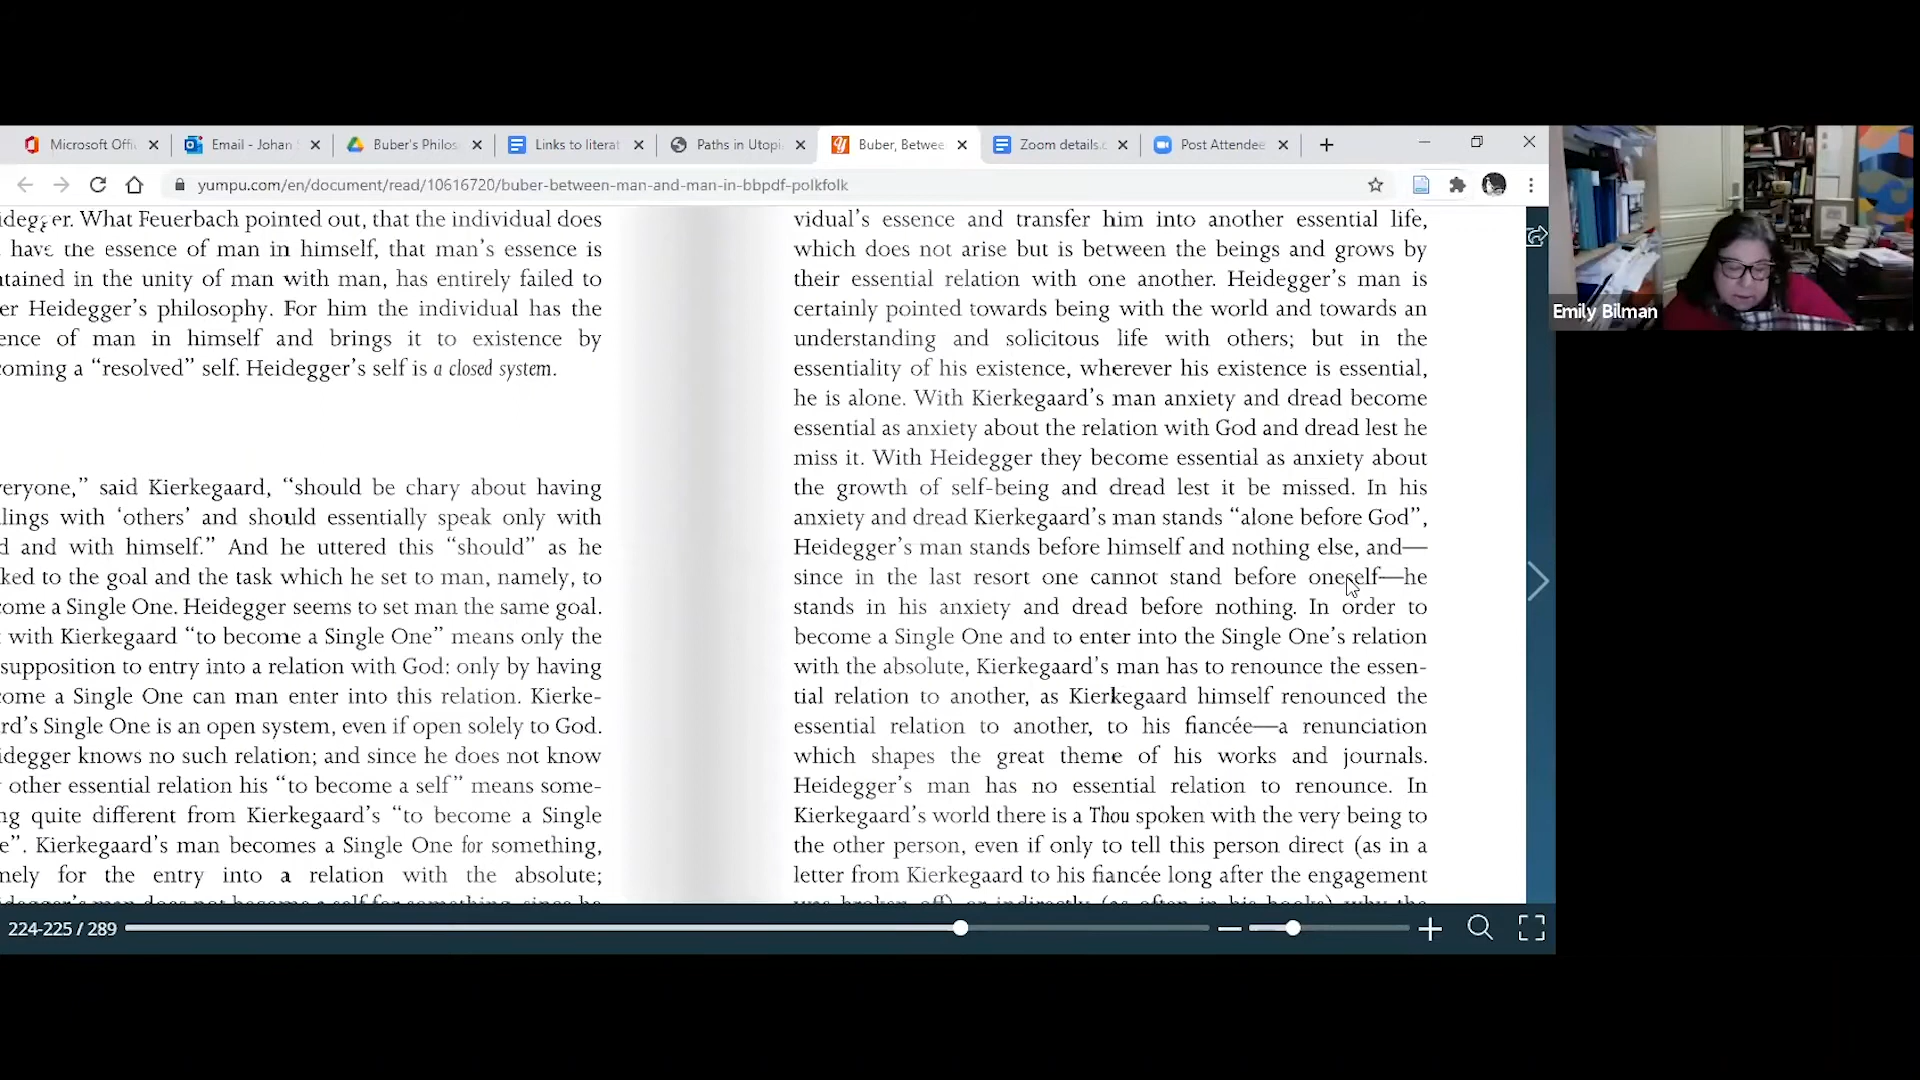 Microsoft Offi
Email - Johan
Buber's Philos
Links to literat
Paths in Utopi
Buber, Betwee
Zoom details.c
Post Attendee
yumpu.com/en/document/read/10616720/buber-between-man-and-man-in-bbpdf-polkfolk
idegger. What Feuerbach pointed out, that the individual does
have the essence of man in himself, that man's essence is
ntained in the unity of man with man, has entirely failed to
er Heidegger's philosophy. For him the individual has the
ence of man in himself and brings it to existence by
coming a "resolved" self. Heidegger's self is a closed system.
veryone," said Kierkegaard, "should be chary about having
lings with 'others' and should essentially speak only with
d and with himself." And he uttered this "should" as he
ked to the goal and the task which he set to man, namely, to
come a Single One. Heidegger seems to set man the same goal.
with Kierkegaard "to become a Single One" means only the
supposition to entry into a relation with God: only by having
come a Single One can man enter into this relation. Kierke-
rd's Single One is an open system, even if open solely to God.
idegger knows no such relation; and since he does not know
other essential relation his "to become a self" means some-
ng quite different from Kierkegaard's "to become a Single
e". Kierkegaard's man becomes a Single One for something,
mely for the entry into a relation with the absolute;
vidual's essence and transfer him into another essential life,
which does not arise but is between the beings and grows by
their essential relation with one another. Heidegger's man is
certainly pointed towards being with the world and towards an
understanding and solicitous life with others; but in the
essentiality of his existence, wherever his existence is essential,
he is alone. With Kierkegaard's man anxiety and dread become
essential as anxiety about the relation with God and dread lest he
miss it. With Heidegger they become essential as anxiety about
the growth of self-being and dread lest it be missed. In his
anxiety and dread Kierkegaard's man stands "alone before God",
Heidegger's man stands before himself and nothing else, and—
since in the last resort one cannot stand before oneself—he
stands in his anxiety and dread before nothing. In order to
become a Single One and to enter into the Single One's relation
with the absolute, Kierkegaard's man has to renounce the essen-
tial relation to another, as Kierkegaard himself renounced the
essential relation to another, to his fiancée—a renunciation
which shapes the great theme of his works and journals.
Heidegger's man has no essential relation to renounce. In
Kierkegaard's world there is a Thou spoken with the very being to
the other person, even if only to tell this person direct (as in a
letter from Kierkegaard to his fiancée long after the engagement
224-225 / 289
Emily Bilman